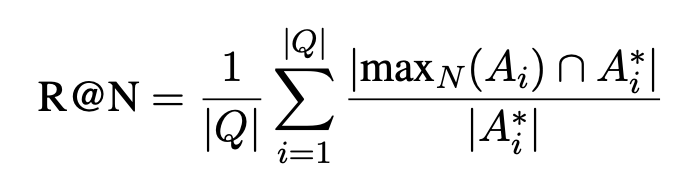 R@N = \frac{1}{|Q|} \sum_{i=1}^{|Q|} \frac{|\max_N(A_i) \cap A_i^*|}{|A_i^*|}